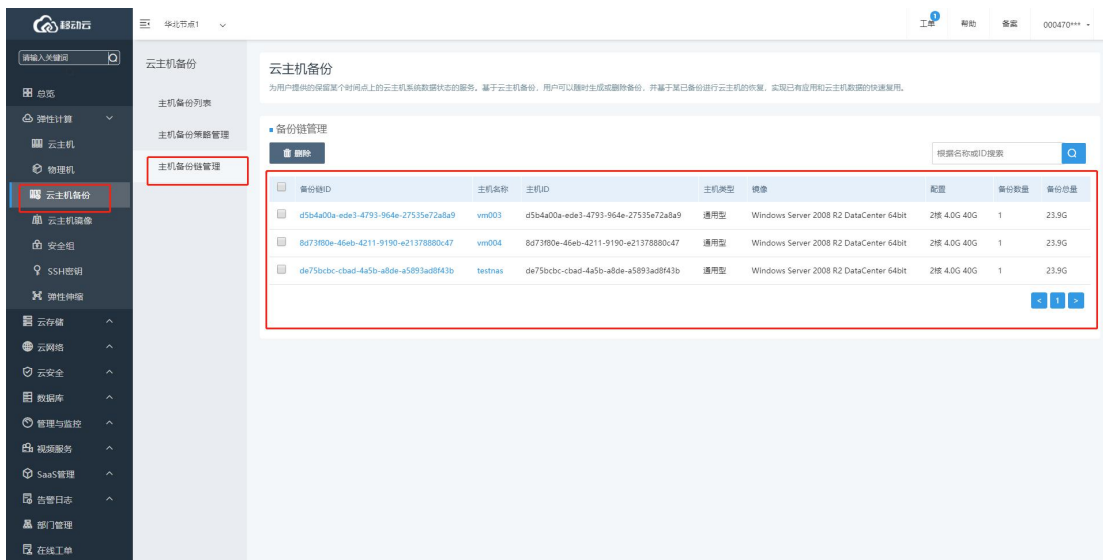 移动云
华北节点1
工单
帮助
备案
000470***
请输入关键词
总览
弹性计算
云主机
物理机
云主机备份
云主机镜像
安全组
SSH密钥
弹性伸缩
云存储
云网络
云安全
数据库
管理与监控
视频服务
SaaS管理
告警日志
部门管理
在线工单
云主机备份
主机备份列表
主机备份策略管理
主机备份链管理
云主机备份
为用户提供的保留某个时间点上的云主机系统数据状态的服务。基于云主机备份，用户可以随时生成或删除备份，并基于某已备份进行云主机的恢复，实现已有应用和云主机数据的快速复用。
备份链管理
删除
根据名称或ID搜索
备份链ID 主机名称 主机ID 主机类型 镜像 配置 备份数量 备份总量
d5b4a00a-ede3-4793-964e-27535e72a8a9 vm003 d5b4a00a-ede3-4793-964e-27535e72a8a9 通用型 Windows Server 2008 R2 DataCenter 64bit 2核 4.0G 40G 1 23.9G
8d73f80e-46eb-4211-9190-e21378880c47 vm004 8d73f80e-46eb-4211-9190-e21378880c47 通用型 Windows Server 2008 R2 DataCenter 64bit 2核 4.0G 40G 1 23.9G
de75bcbc-cbad-4a5b-a8de-a5893ad8f43b testnas de75bcbc-cbad-4a5b-a8de-a5893ad8f43b 通用型 Windows Server 2008 R2 DataCenter 64bit 2核 4.0G 40G 1 23.9G
< 1 >